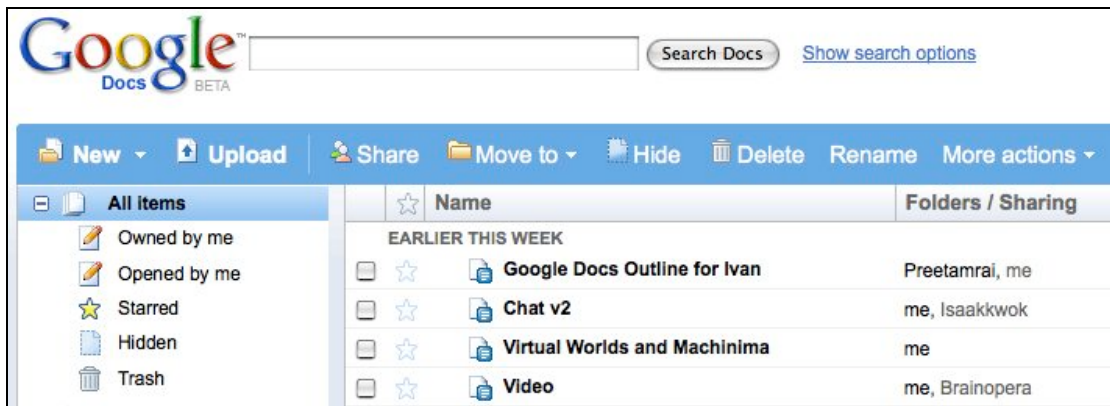 Google™ Search Docs Show search options
Docs BETA
New Upload Share Move to Hide Delete Rename More actions
All items
Owned by me
Opened by me
Starred
Hidden
Trash
Name Folders / Sharing
EARLIER THIS WEEK
Google Docs Outline for Ivan Preetamrai, me
Chat v2 me, Isaakkwok
Virtual Worlds and Machinima me
Video me, Brainopera